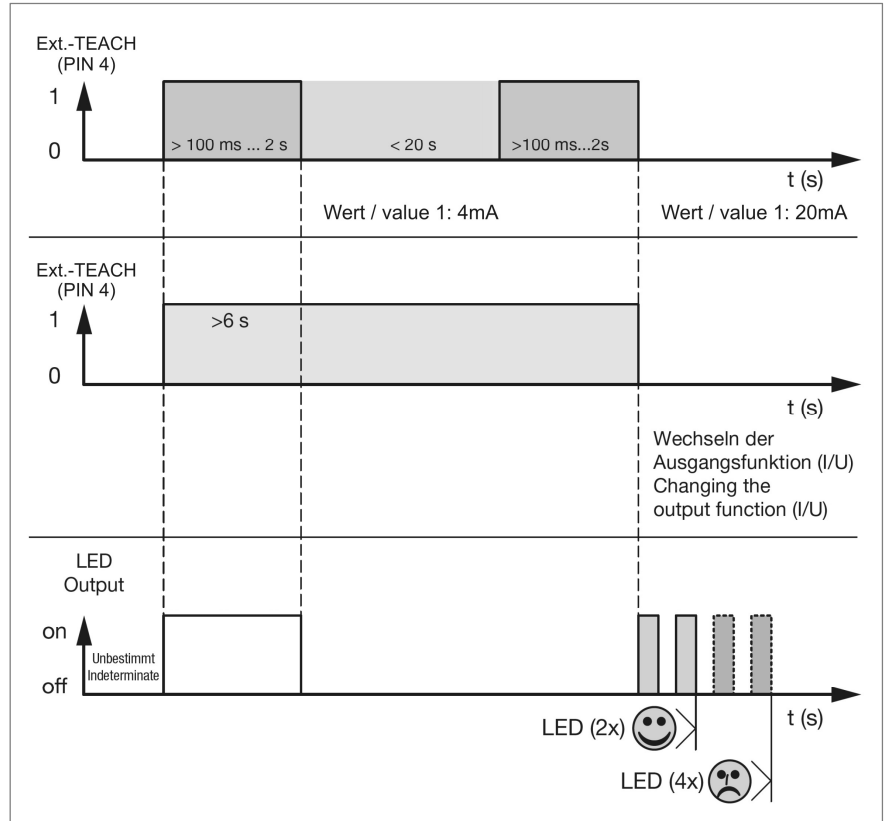 Ext.-TEACH
(PIN 4)
1
0
> 100 ms ... 2 s
< 20 s
>100 ms...2s
t (s)
Wert / value 1: 4mA
Wert / value 1: 20mA
Ext.-TEACH
(PIN 4)
1
0
>6 s
t (s)
Wechseln der
Ausgangsfunktion (I/U)
Changing the
output function (I/U)
LED
Output
on
off
Unbestimmt
Indeterminate
t (s)
LED (2x)
LED (4x)